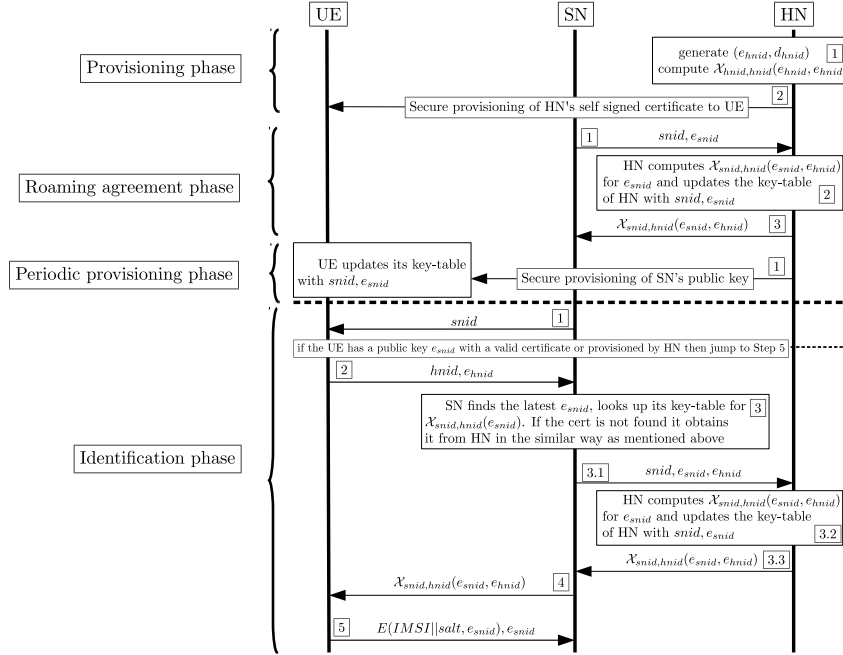 UE
SN
HN
Provisioning phase
generate (e_hnid, d_hnid) 1
compute X_hnid,hnid(e_hnid, e_hnid
2
Secure provisioning of HN's self signed certificate to UE
Roaming agreement phase
1 snid, e_snid
HN computes X_snid,hnid(e_snid, e_hnid)
for e_snid and updates the key-table
of HN with snid, e_snid 2
X_snid,hnid(e_snid, e_hnid) 3
Periodic provisioning phase
UE updates its key-table
with snid, e_snid
Secure provisioning of SN's public key
1
Identification phase
snid 1
if the UE has a public key e_snid with a valid certificate or provisioned by HN then jump to Step 5
2 hnid, e_hnid
SN finds the latest e_snid, looks up its key-table for 3
X_snid,hnid(e_snid). If the cert is not found it obtains
it from HN in the similar way as mentioned above
3.1 snid, e_snid, e_hnid
HN computes X_snid,hnid(e_snid, e_hnid)
for e_snid and updates the key-table
of HN with snid, e_snid 3.2
X_snid,hnid(e_snid, e_hnid) 3.3
X_snid,hnid(e_snid, e_hnid) 4
5 E(IMSI||salt, e_snid), e_snid